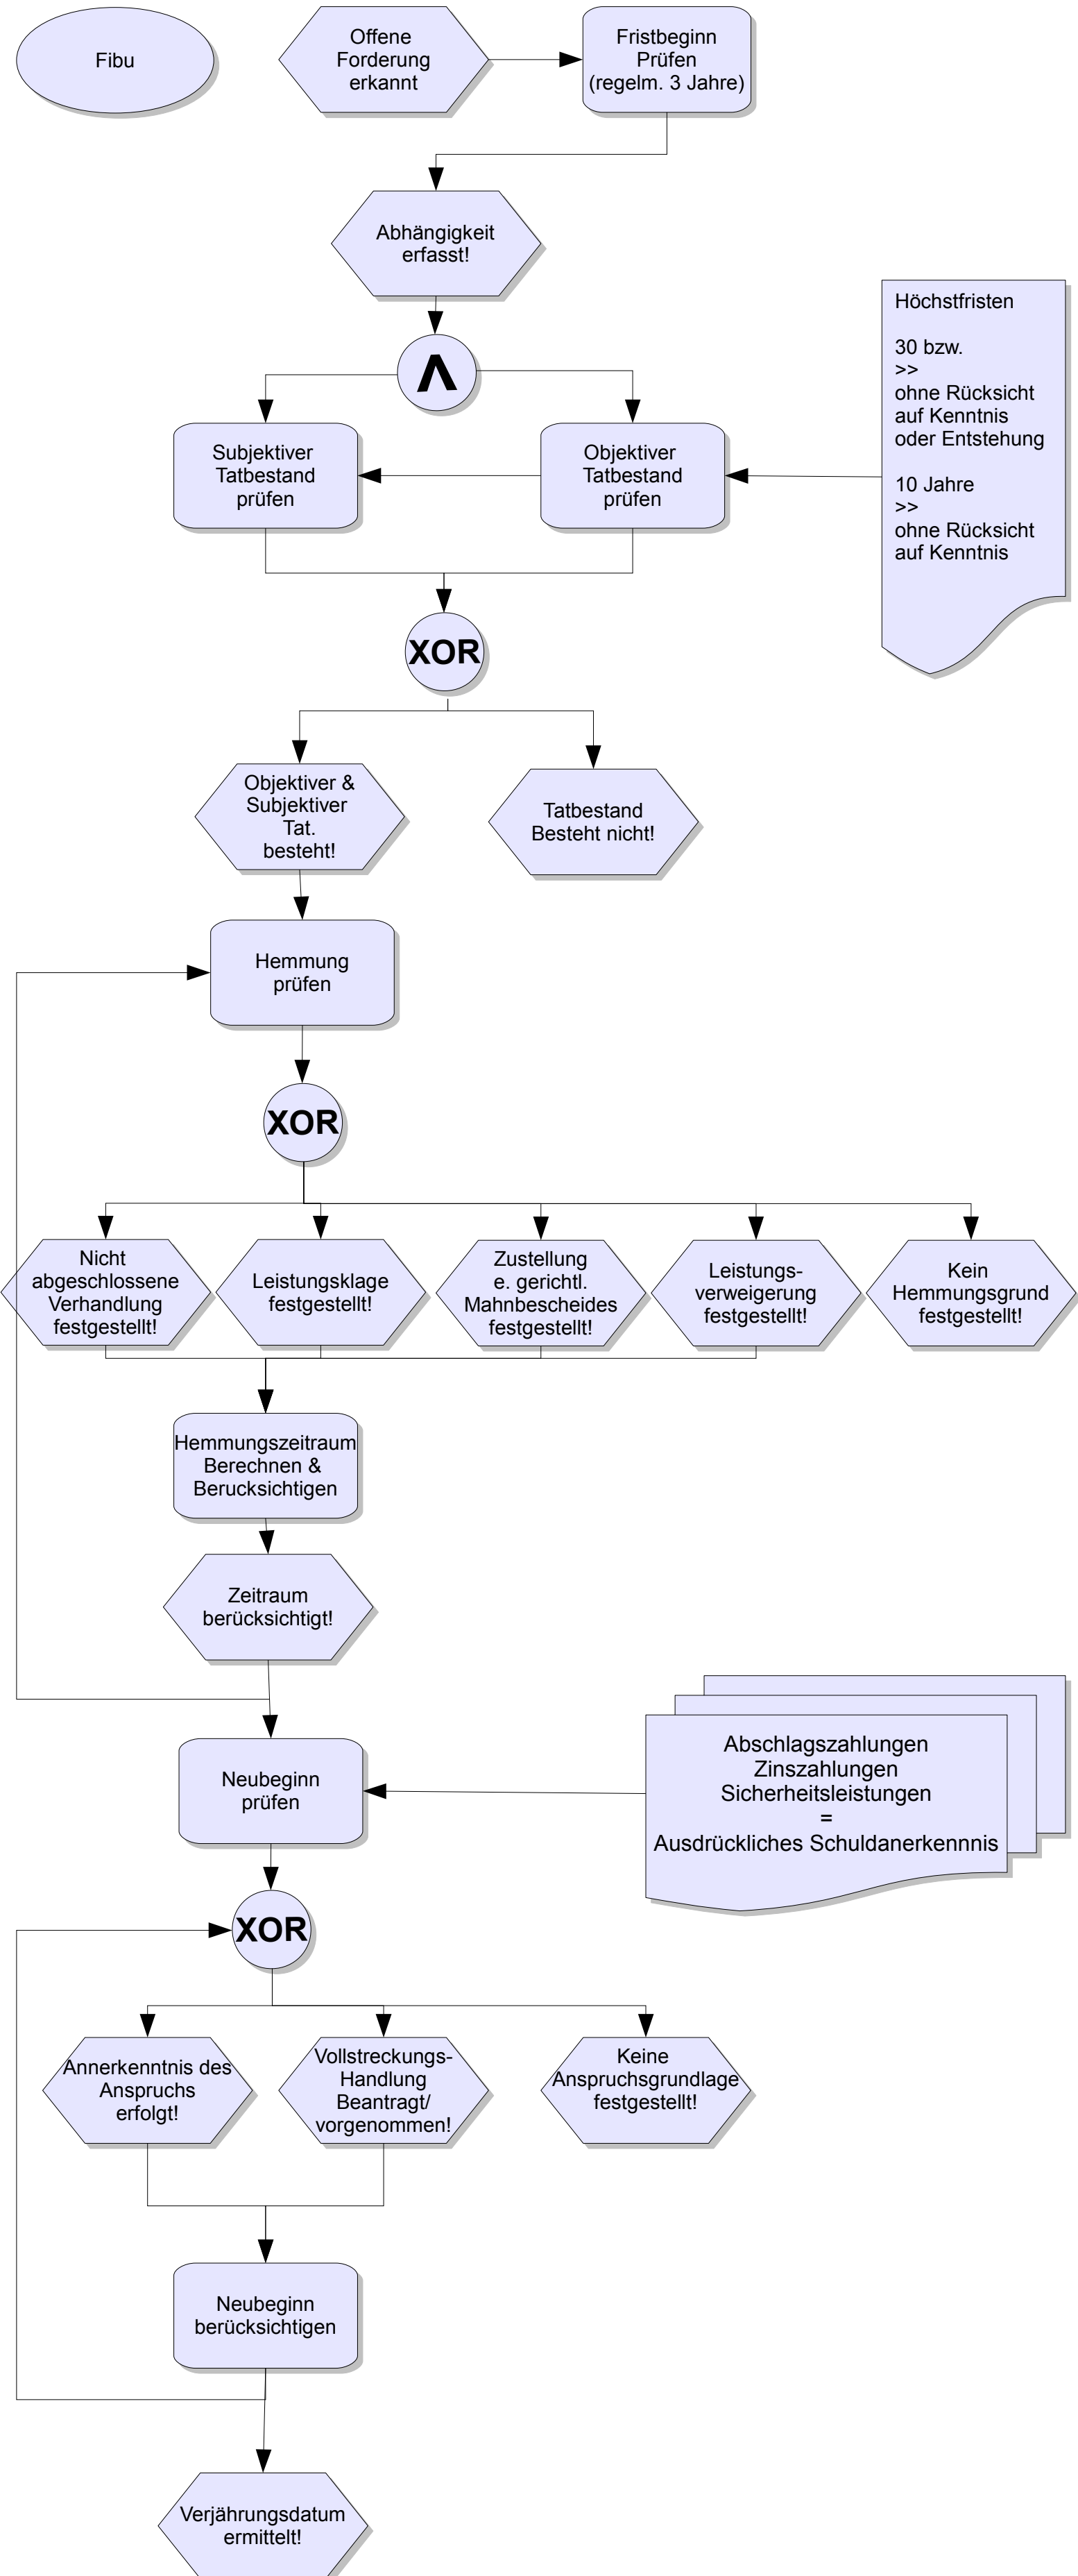 Fibu
Offene
Forderung
erkannt
Fristbeginn
Prüfen
(regelm. 3 Jahre)
Abhängigkeit
erfasst!
Λ
Höchstfristen
30 bzw.
>>
ohne Rücksicht
auf Kenntnis
oder Entstehung
10 Jahre
>>
ohne Rücksicht
auf Kenntnis
Subjektiver
Tatbestand
prüfen
Objektiver
Tatbestand
prüfen
XOR
Objektiver &
Subjektiver
Tat.
besteht!
Tatbestand
Besteht nicht!
Hemmung
prüfen
XOR
Nicht
abgeschlossene
Verhandlung
festgestellt!
Leistungsklage
festgestellt!
Zustellung
e. gerichtl.
Mahnbescheides
festgestellt!
Leistungs-
verweigerung
festgestellt!
Kein
Hemmungsgrund
festgestellt!
Hemmungszeitraum
Berechnen &
Berucksichtigen
Zeitraum
berücksichtigt!
Neubeginn
prüfen
Abschlagszahlungen
Zinszahlungen
Sicherheitsleistungen
=
Ausdrückliches Schuldanerkennnis
XOR
Annerkenntnis des
Anspruchs
erfolgt!
Vollstreckungs-
Handlung
Beantragt/
vorgenommen!
Keine
Anspruchsgrundlage
festgestellt!
Neubeginn
berücksichtigen
Verjährungsdatum
ermittelt!